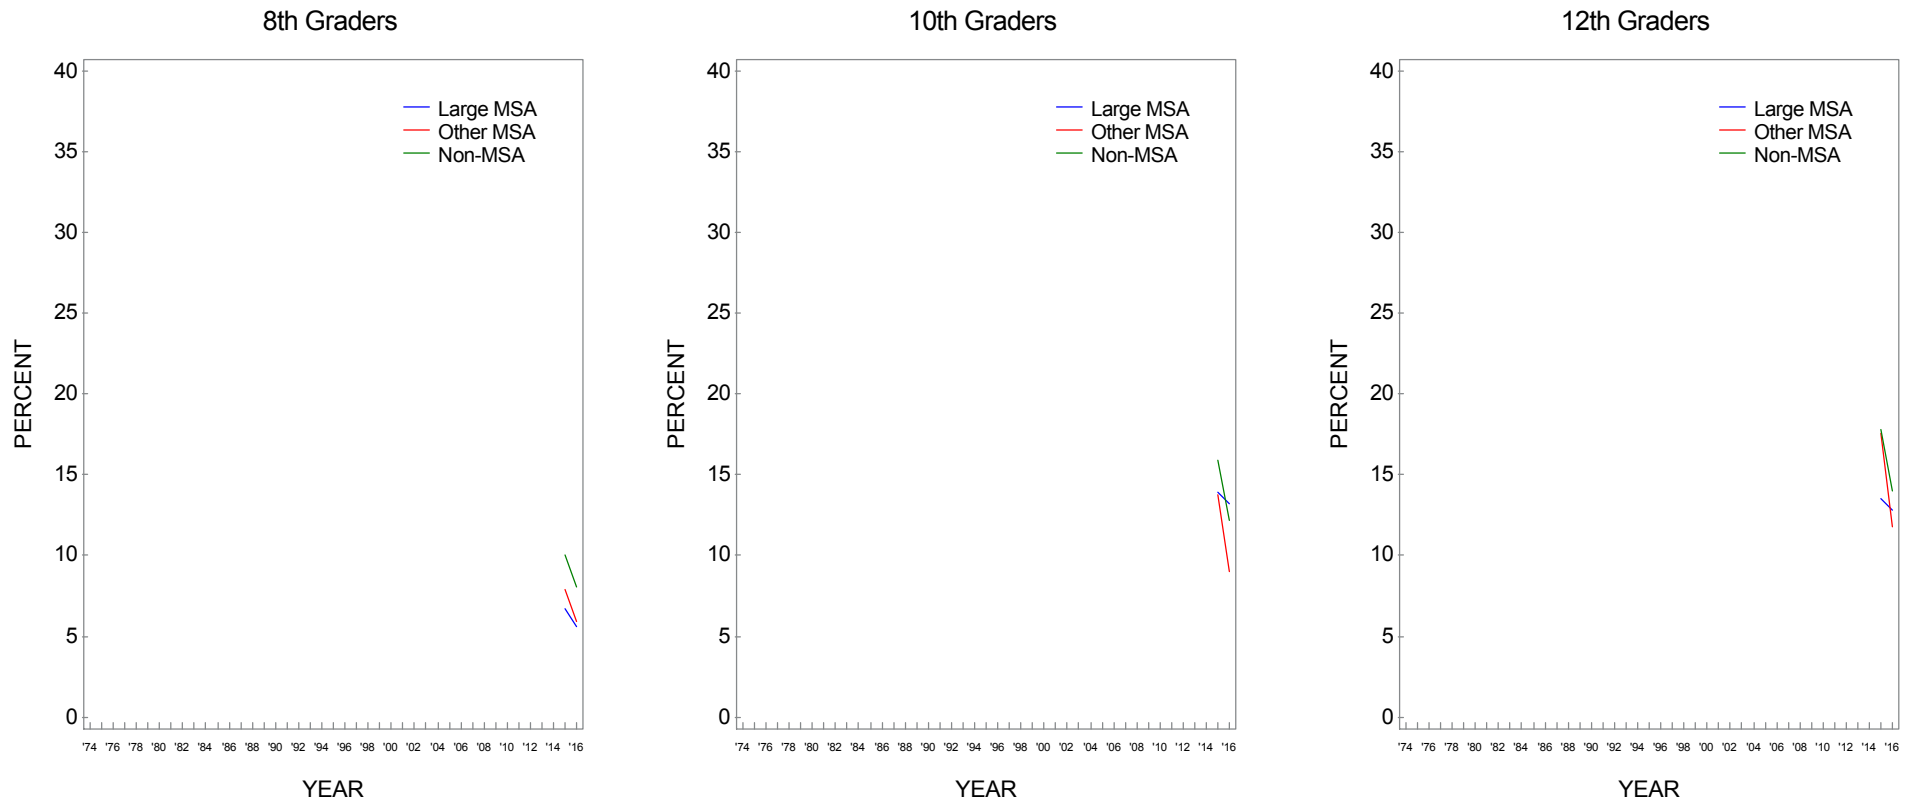 8th Graders
40
35
30
25
20
15
10
5
0
PERCENT
Large MSA
Other MSA
Non-MSA
'74 '76 '78 '80 '82 '84 '86 '88 '90 '92 '94 '96 '98 '00 '02 '04 '06 '08 '10 '12 '14 '16
YEAR
10th Graders
40
35
30
25
20
15
10
5
0
PERCENT
Large MSA
Other MSA
Non-MSA
'74 '76 '78 '80 '82 '84 '86 '88 '90 '92 '94 '96 '98 '00 '02 '04 '06 '08 '10 '12 '14 '16
YEAR
12th Graders
40
35
30
25
20
15
10
5
0
PERCENT
Large MSA
Other MSA
Non-MSA
'74 '76 '78 '80 '82 '84 '86 '88 '90 '92 '94 '96 '98 '00 '02 '04 '06 '08 '10 '12 '14 '16
YEAR